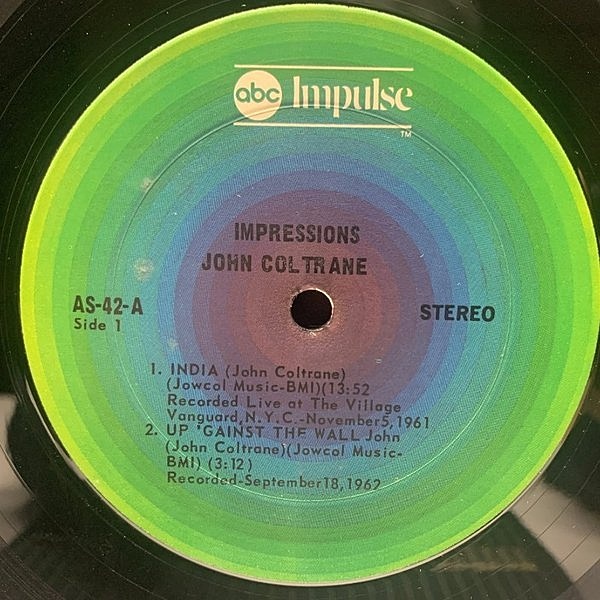 abc Impulse
TM
IMPRESSIONS
JOHN COLTRANE
AS-42-A
Side 1
STEREO
1. INDIA (John Coltrane)
(Jowcol Music-BMI)(13:52
Recorded Live at The Village
Vanguard,N.Y.C.-November5,1961
2. UP 'GAINST THE WALL John
(John Coltrane)(Jowcol Music-
BMI) (3:12)
Recorded-September18,1962